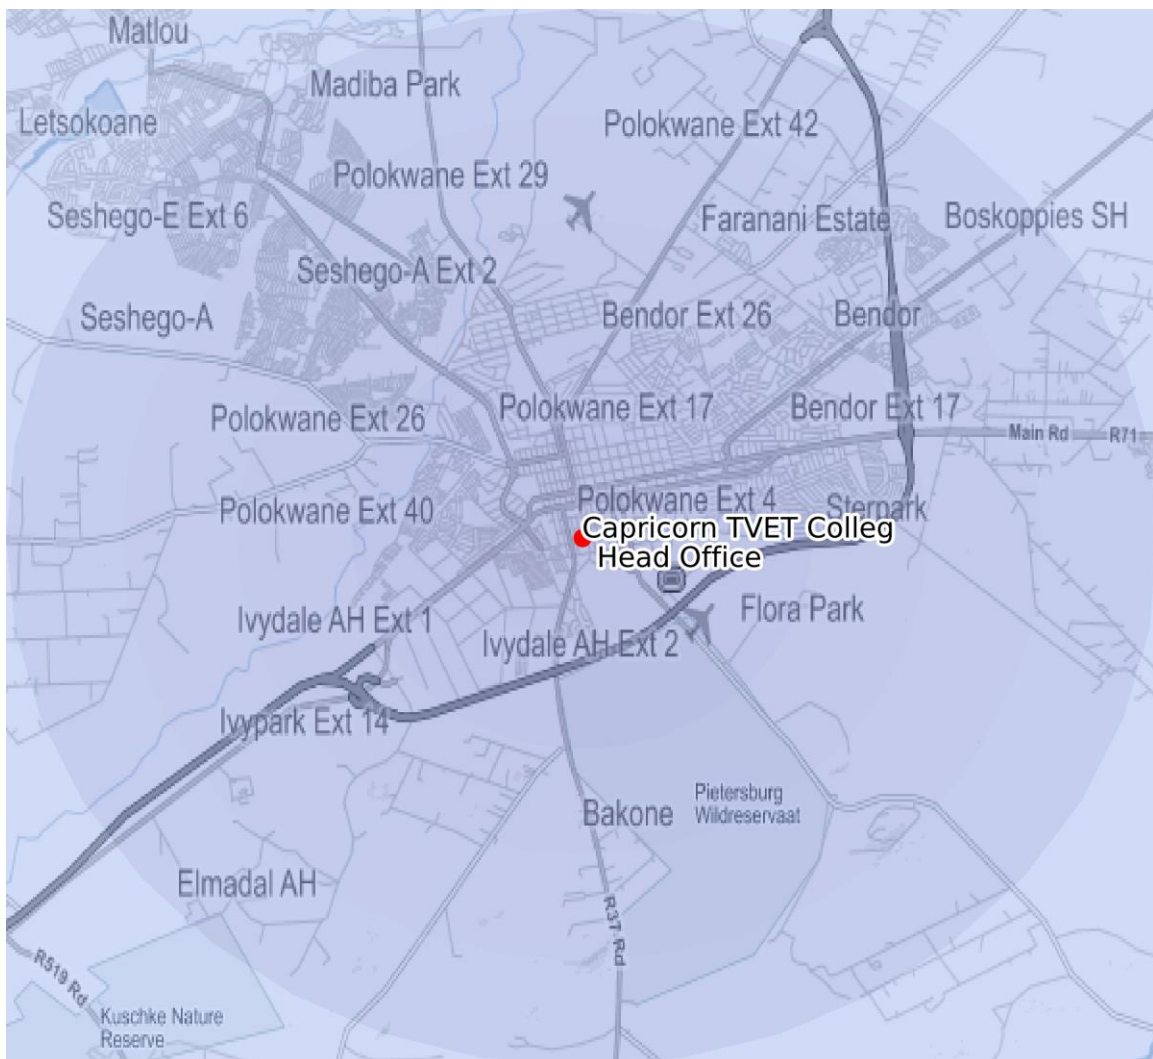 Matlou
Madiba Park
Letsokoane
Polokwane Ext 42
Polokwane Ext 29
Seshego-E Ext 6
Faranani Estate
Boskoppies SH
Seshego-A Ext 2
Seshego-A
Bendor Ext 26
Bendor
Polokwane Ext 26
Polokwane Ext 17
Bendor Ext 17
Main Rd
R71
Polokwane Ext 40
Polokwane Ext 4
Sterpark
Capricorn TVET Colleg
Head Office
Ivydale AH Ext 1
Flora Park
Ivydale AH Ext 2
Ivypark Ext 14
Bakone
Pietersburg
Wildreservaat
Elmadal AH
R37 Rd
R519 Rd
Kuschke Nature
Reserve